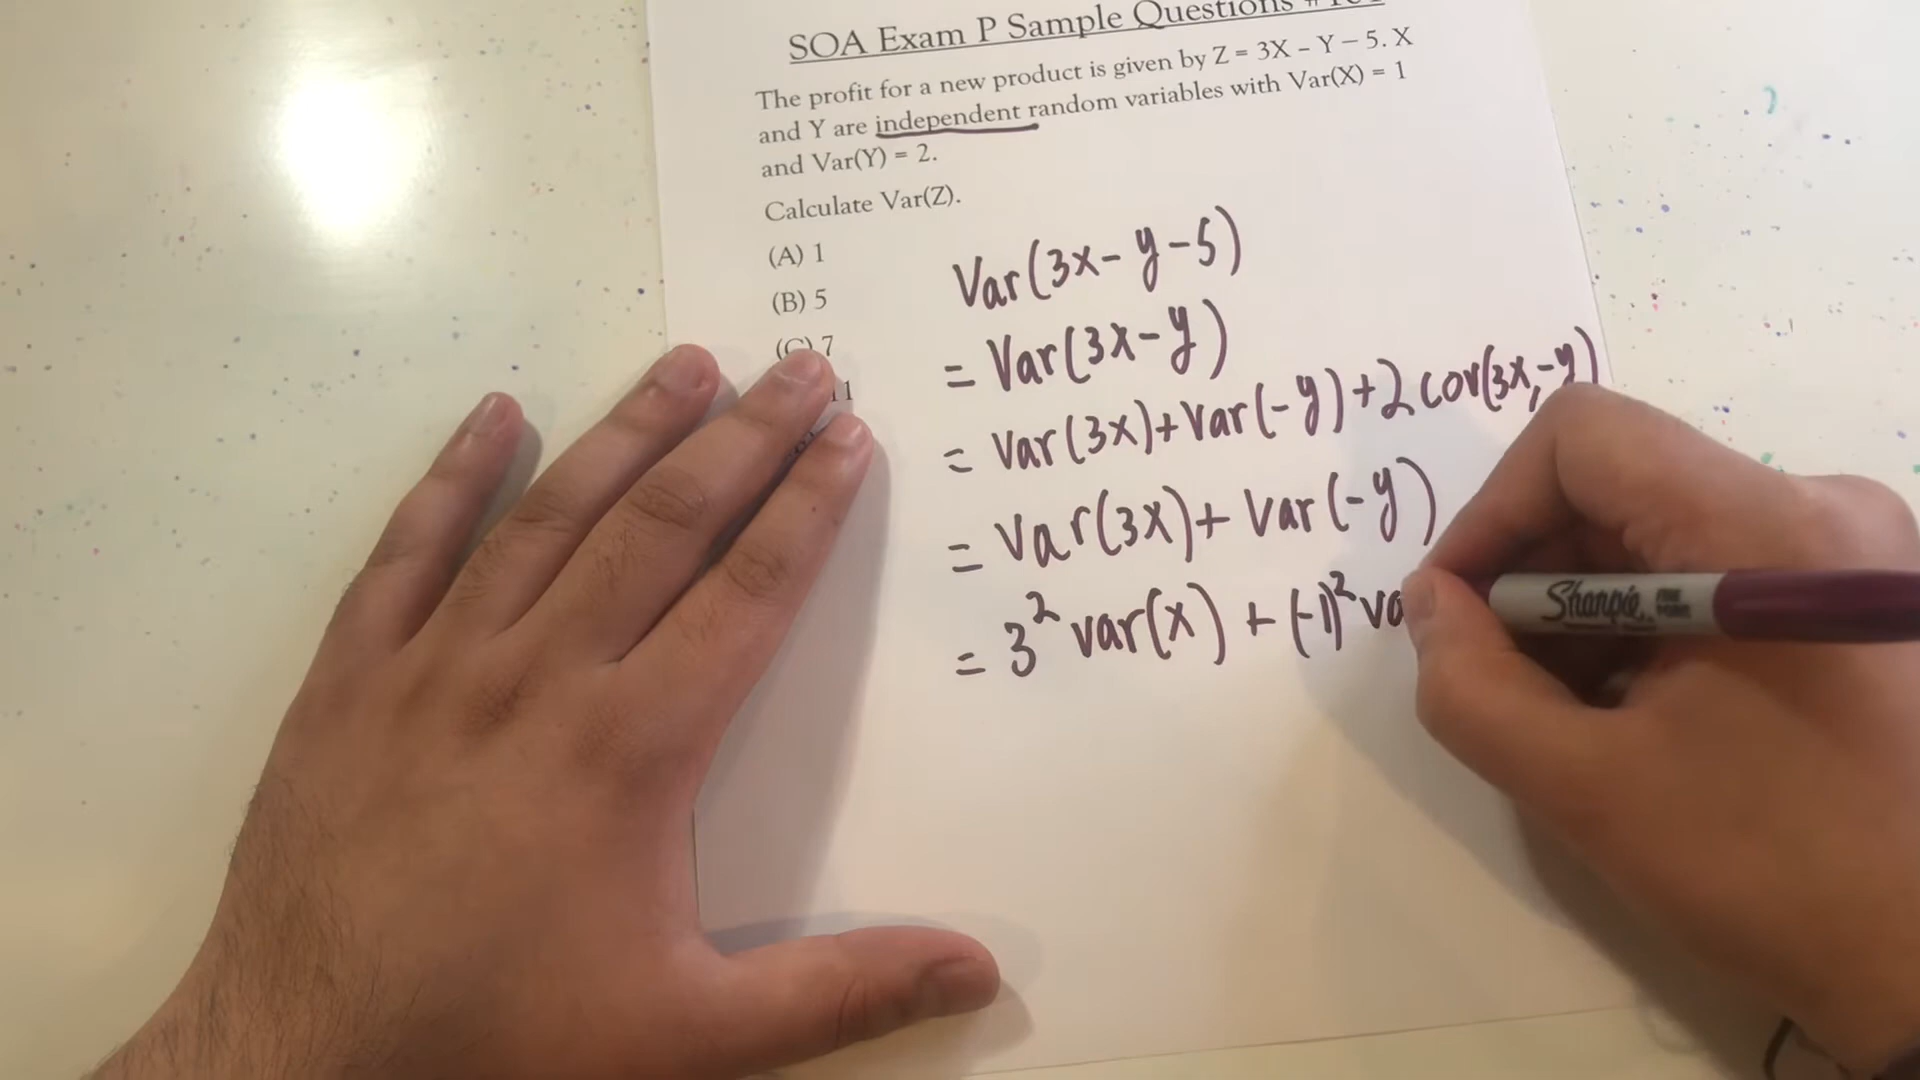 SOA Exam P Sample Questions
The profit for a new product is given by Z = 3X – Y – 5. X
and Y are independent random variables with Var(X) = 1
and Var(Y) = 2.
Calculate Var(Z).
(A) 1
(B) 5
(C) 7
11
Var(3x-y-5)
= Var(3x-y)
= Var(3x)+Var(-y)+2 cov(3x,-y)
= Var(3x)+Var(-y)
= 3² var(x) + (-1)² va
Sharpie